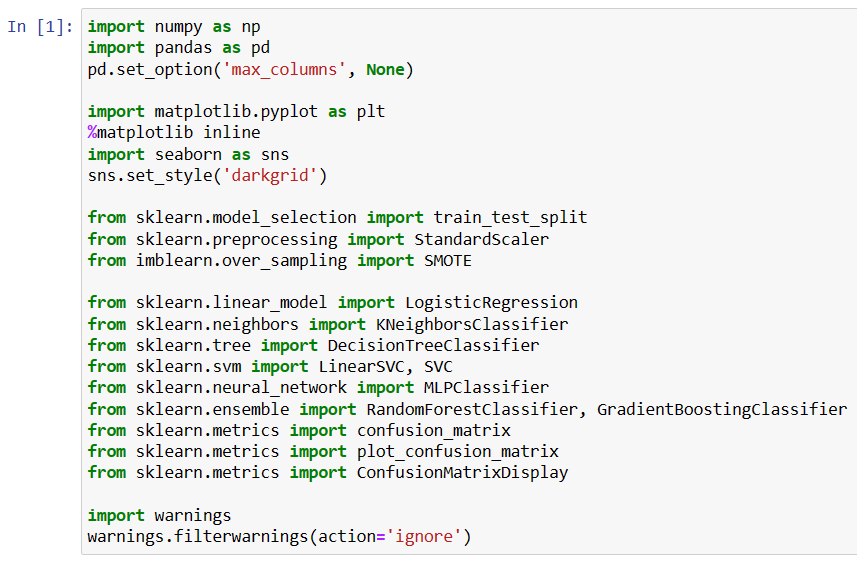 In [1]:
import numpy as np
import pandas as pd
pd.set_option('max_columns', None)
import matplotlib.pyplot as plt
%matplotlib inline
import seaborn as sns
sns.set_style('darkgrid')
from sklearn.model_selection import train_test_split
from sklearn.preprocessing import StandardScaler
from imblearn.over_sampling import SMOTE
from sklearn.linear_model import LogisticRegression
from sklearn.neighbors import KNeighborsClassifier
from sklearn.tree import DecisionTreeClassifier
from sklearn.svm import LinearSVC, SVC
from sklearn.neural_network import MLPClassifier
from sklearn.ensemble import RandomForestClassifier, GradientBoostingClassifier
from sklearn.metrics import confusion_matrix
from sklearn.metrics import plot_confusion_matrix
from sklearn.metrics import ConfusionMatrixDisplay
import warnings
warnings.filterwarnings(action='ignore')